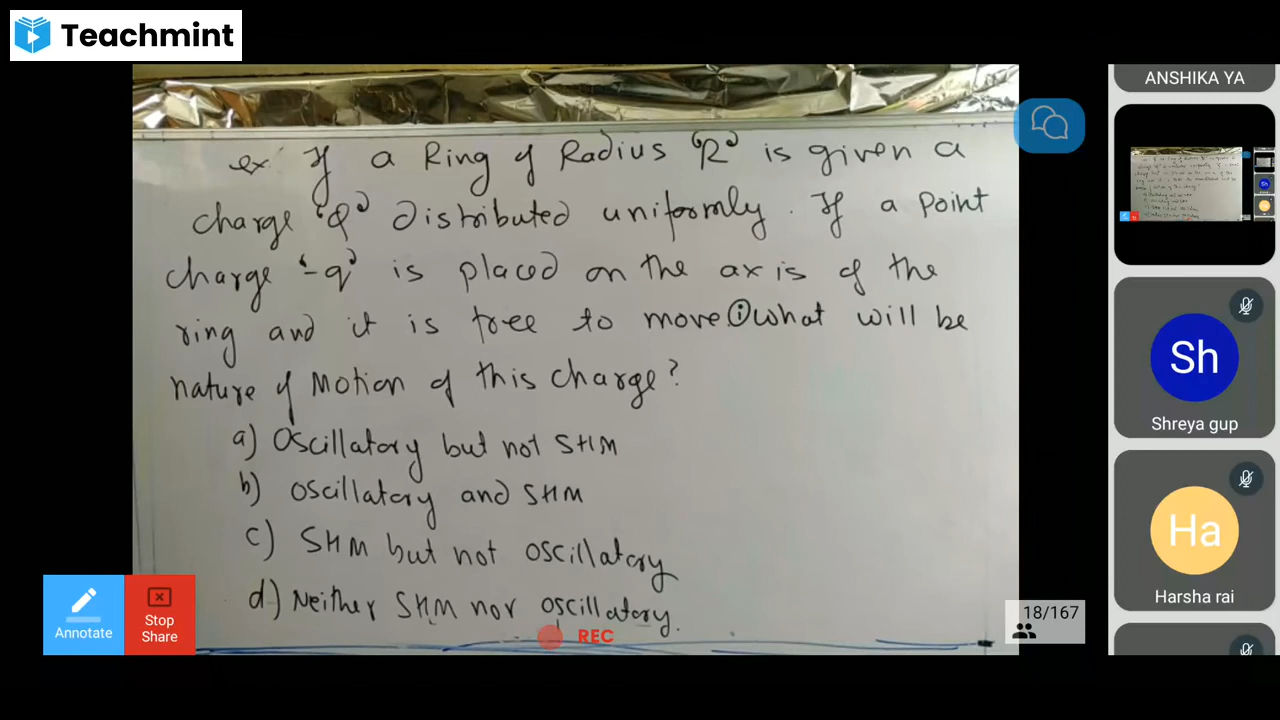 Teachmint
ANSHIKA YA
ex: If a Ring of Radius 'R' is given a
charge 'Q' distributed uniformly. If a point
charge '-q' is placed on the axis of the
ring and it is free to move. (i) what will be
nature of Motion of this charge?
a) Oscillatory but not SHM
b) oscillatory and SHM
c) SHM but not oscillatory
d) Neither SHM nor oscillatory.
Sh
Shreya gup
Ha
Harsha rai
Annotate
Stop
Share
REC
18/167